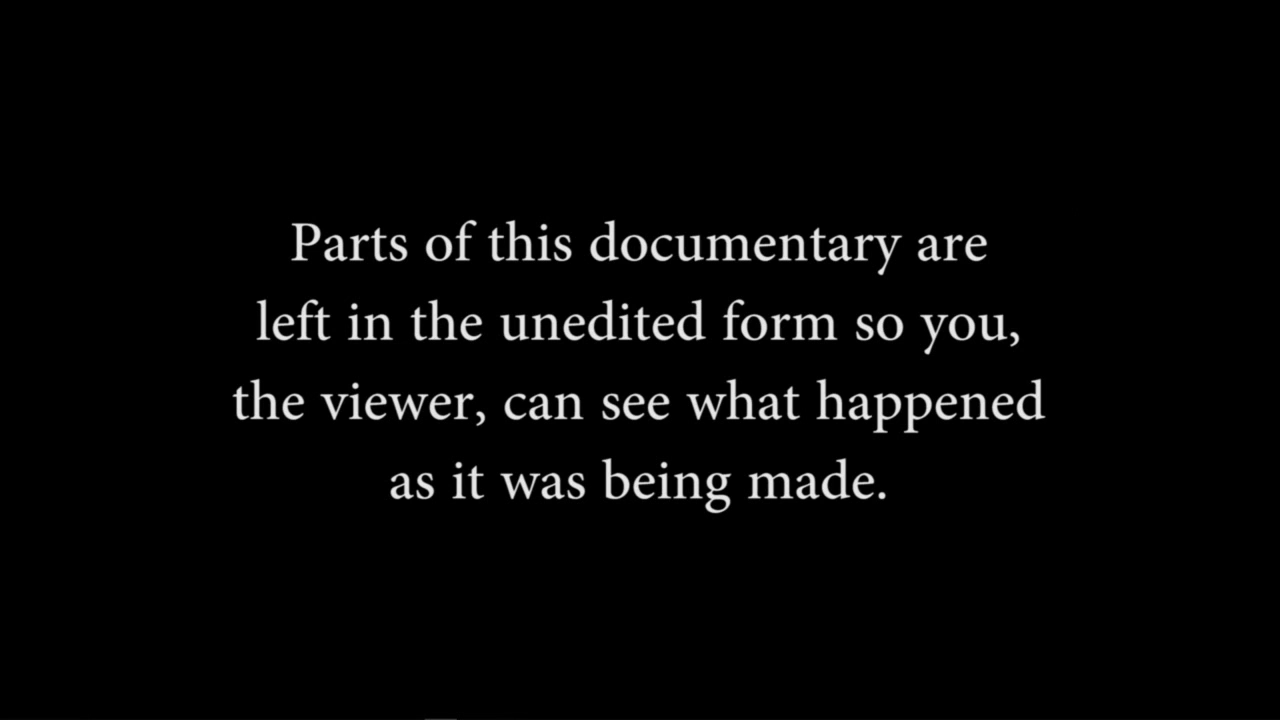 Parts of this documentary are
left in the unedited form so you,
the viewer, can see what happened
as it was being made.